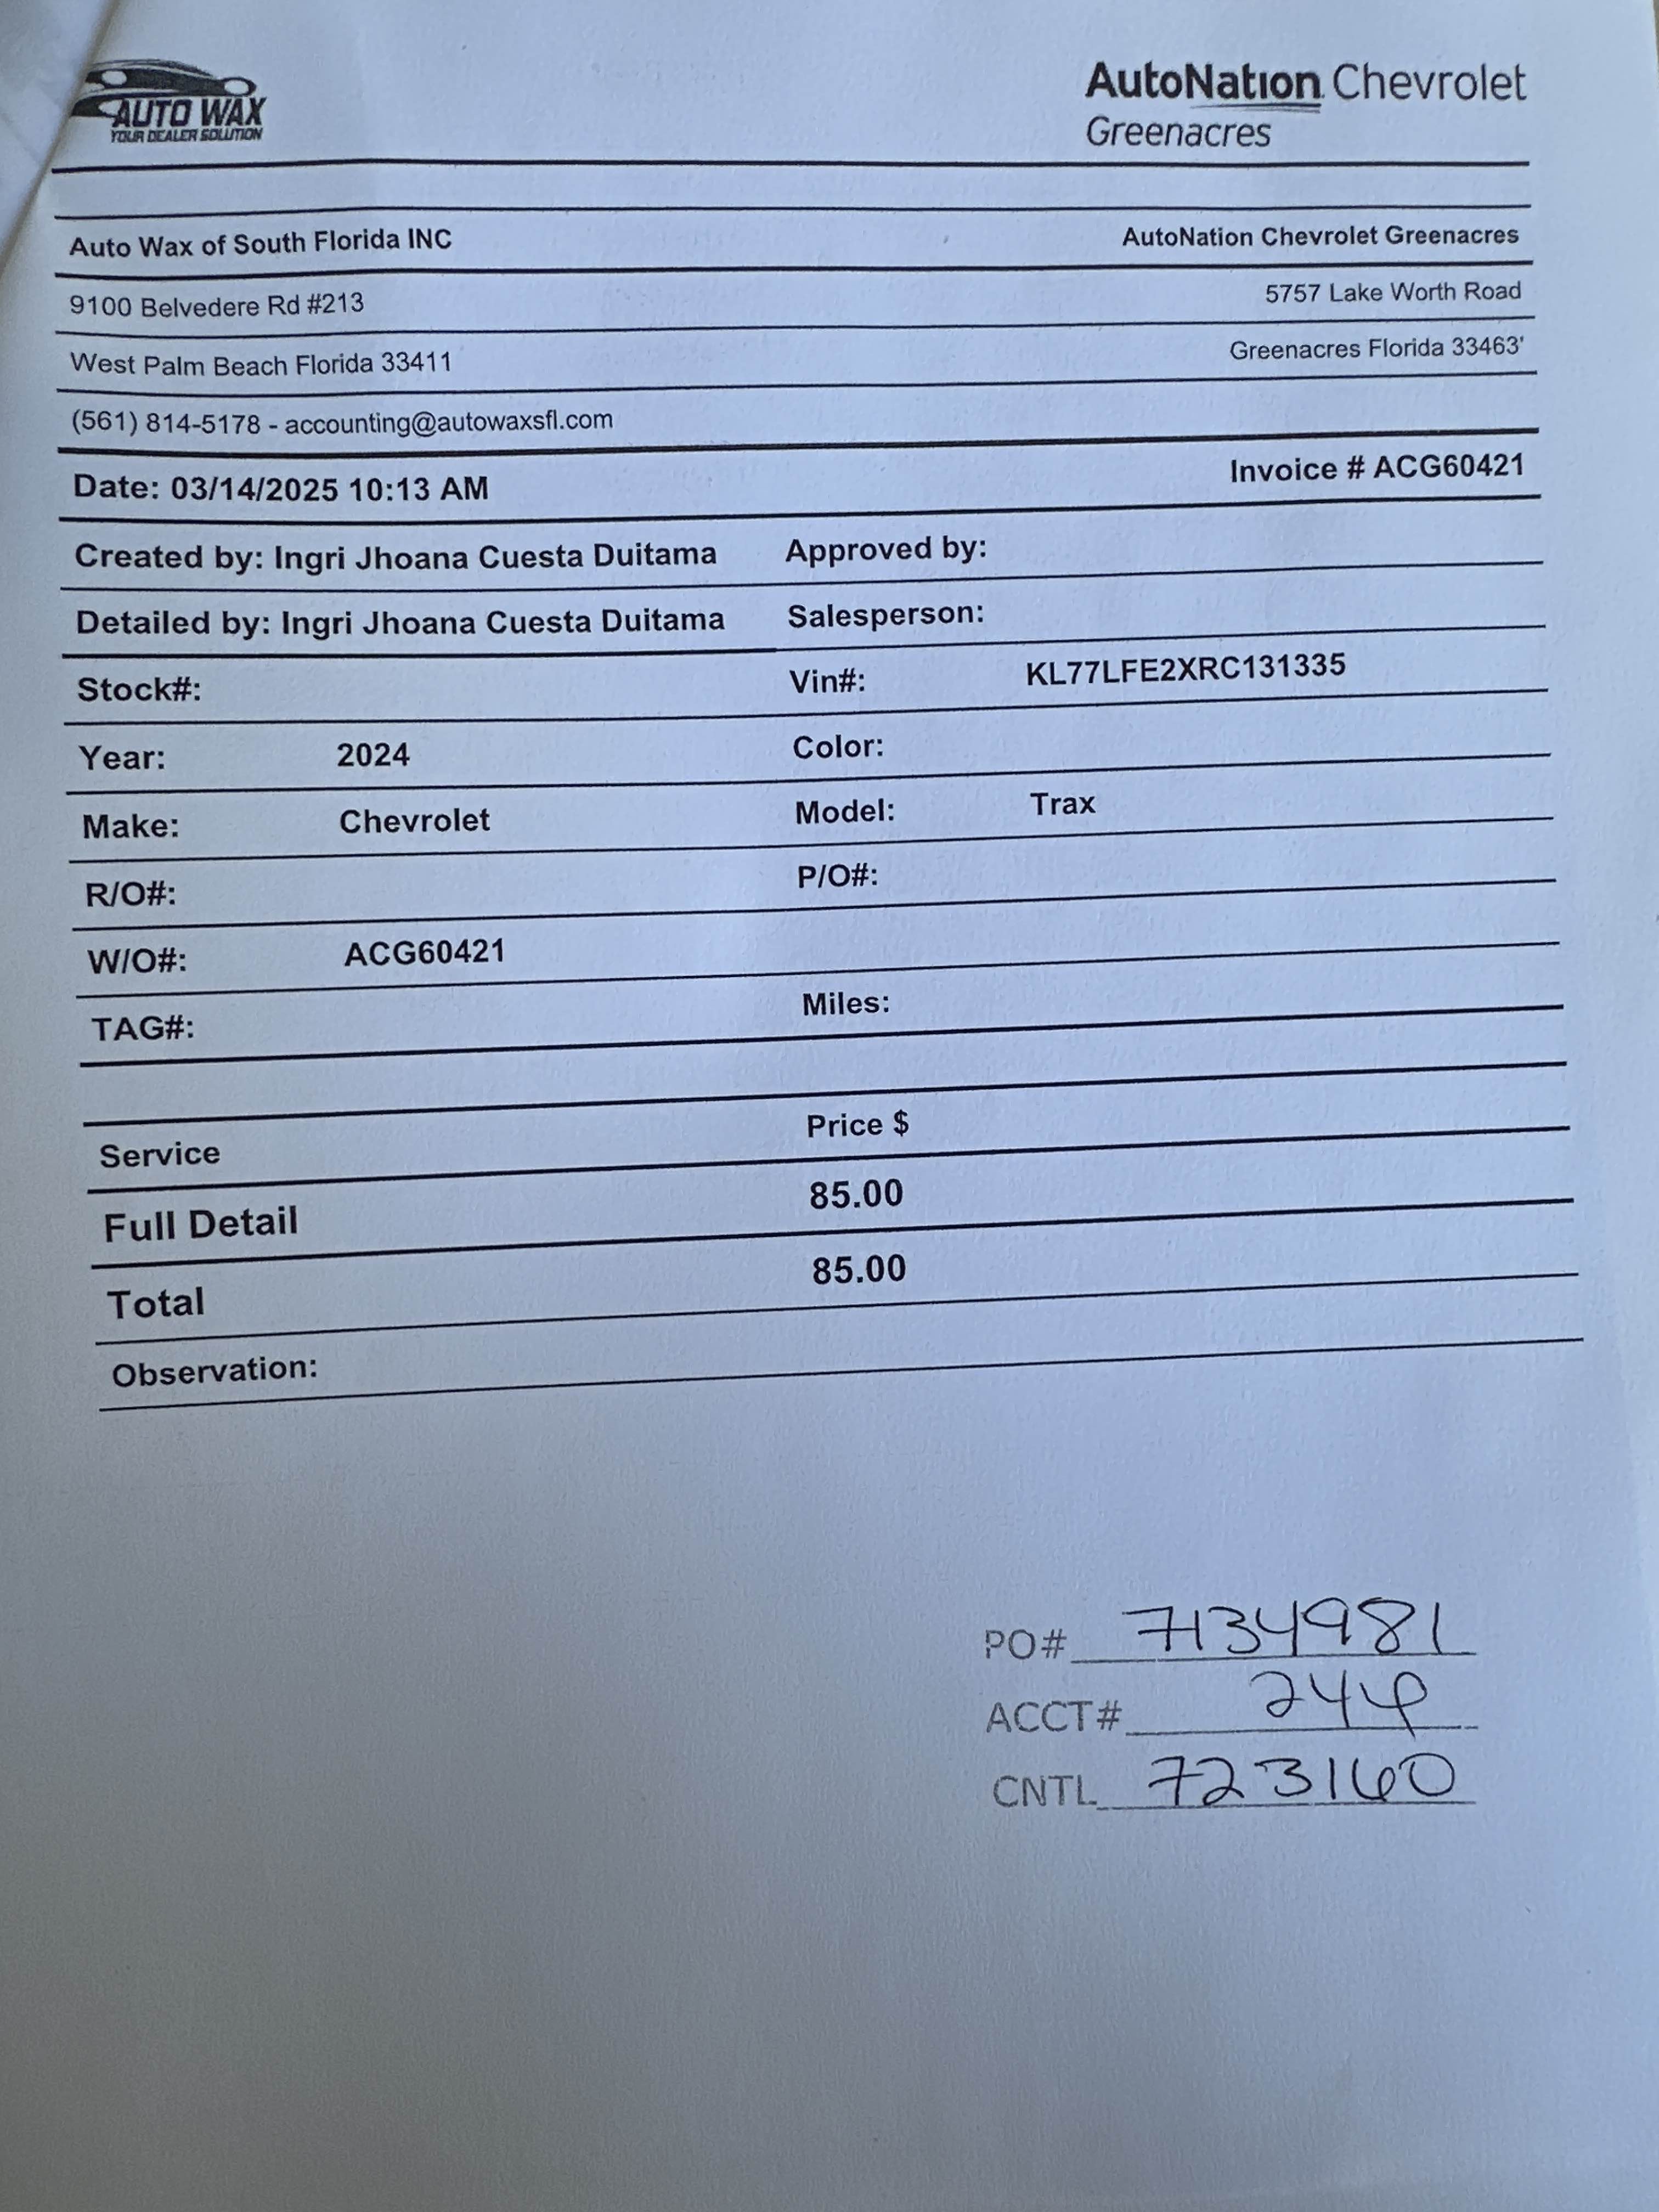 AUTO WAX
YOUR DEALER SOLUTION
AutoNation Chevrolet
Greenacres
Auto Wax of South Florida INC AutoNation Chevrolet Greenacres
9100 Belvedere Rd #213 5757 Lake Worth Road
West Palm Beach Florida 33411 Greenacres Florida 33463'
(561) 814-5178 - accounting@autowaxsfl.com
Date: 03/14/2025 10:13 AM Invoice # ACG60421
Created by: Ingri Jhoana Cuesta Duitama Approved by:
Detailed by: Ingri Jhoana Cuesta Duitama Salesperson:
Stock#: Vin#: KL77LFE2XRC131335
Year: 2024 Color:
Make: Chevrolet Model: Trax
R/O#: P/O#:
W/O#: ACG60421
TAG#: Miles:
Service Price $
Full Detail 85.00
Total 85.00
Observation:
PO# 7134981
ACCT#
CNTL 723160